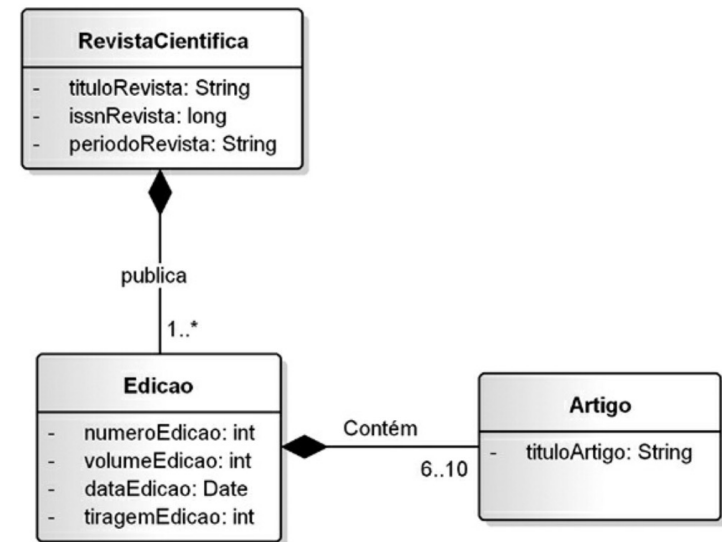 RevistaCientifica
- tituloRevista: String
- issnRevista: long
- periodoRevista: String
publica
1..*
Edicao
- numeroEdicao: int
- volumeEdicao: int
- dataEdicao: Date
- tiragemEdicao: int
Contém
6..10
Artigo
- tituloArtigo: String